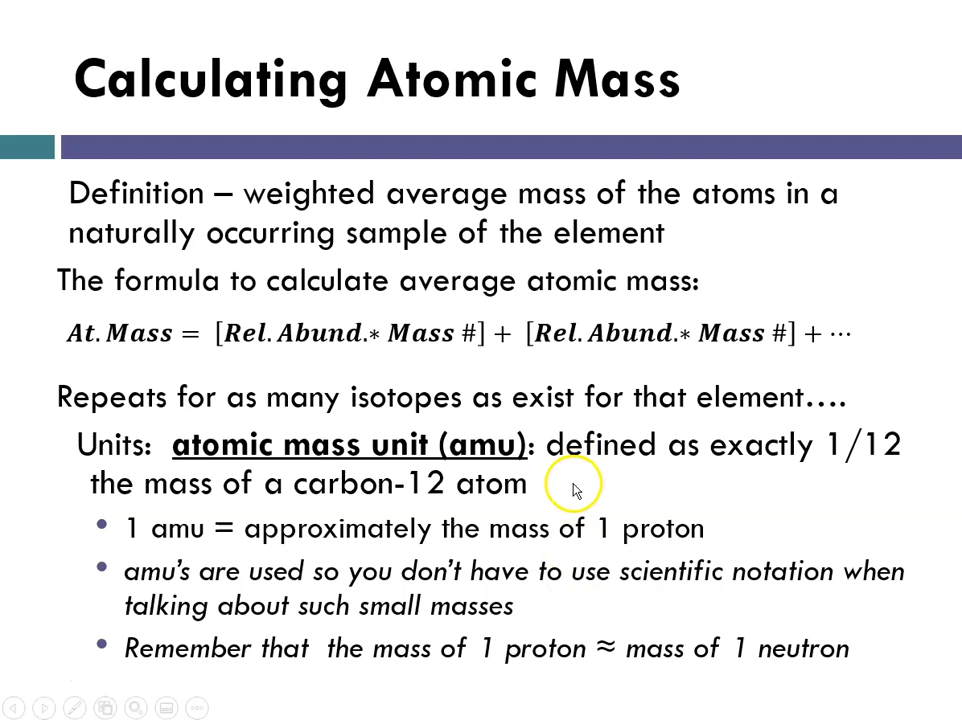 Calculating Atomic Mass
Definition – weighted average mass of the atoms in a
naturally occurring sample of the element
The formula to calculate average atomic mass:
At. Mass = [Rel. Abund.∗ Mass #] + [Rel. Abund.∗ Mass #] + ⋯
Repeats for as many isotopes as exist for that element….
Units: atomic mass unit (amu): defined as exactly 1/12
the mass of a carbon-12 atom
• 1 amu = approximately the mass of 1 proton
• amu's are used so you don't have to use scientific notation when
talking about such small masses
• Remember that the mass of 1 proton ≈ mass of 1 neutron